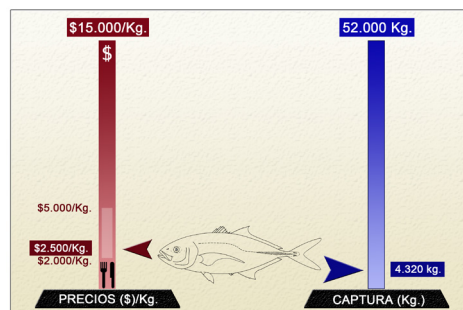 $15.000/Kg.
52.000 Kg.
$
$5.000/Kg.
$2.500/Kg.
$2.000/Kg.
4.320 kg.
PRECIOS ($)/Kg.
CAPTURA (Kg.)